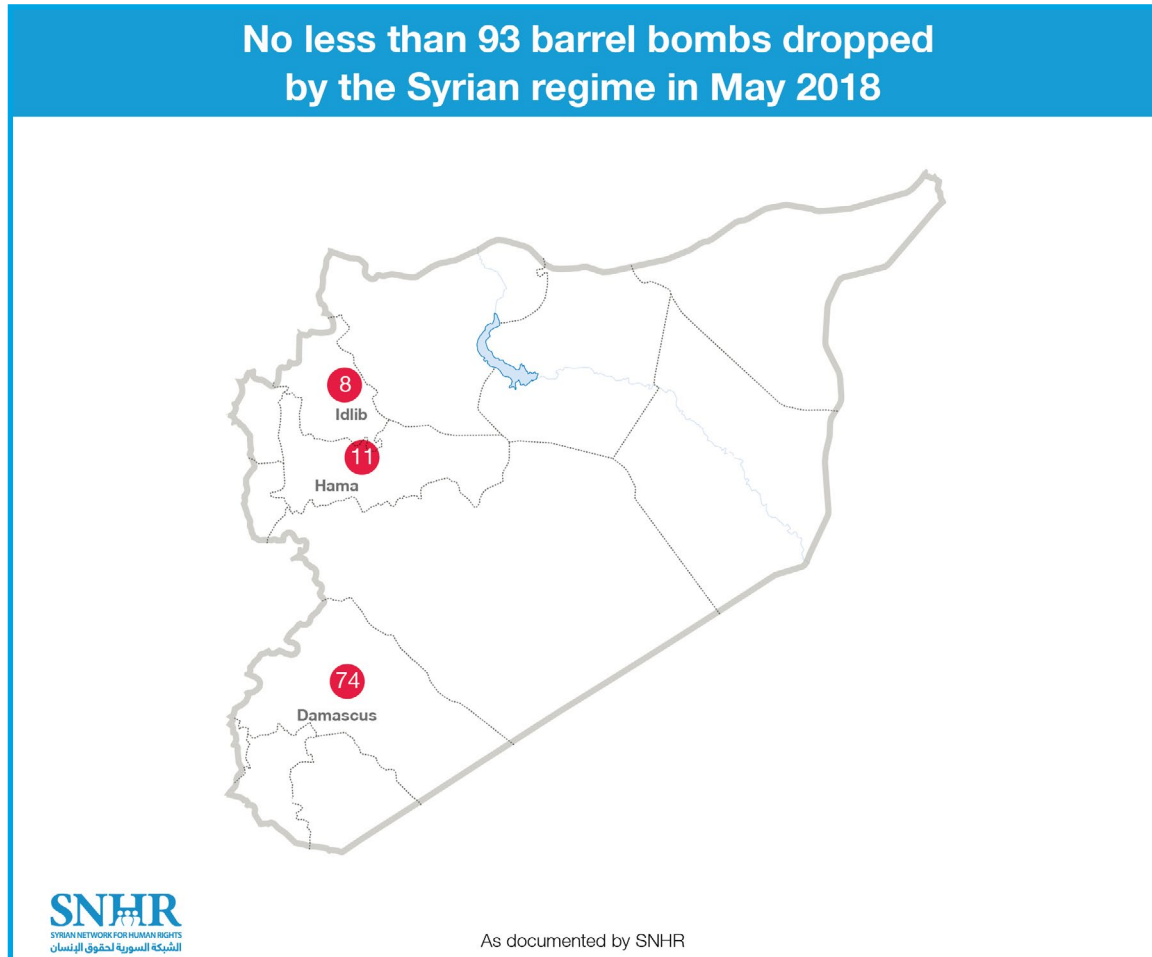 No less than 93 barrel bombs dropped
by the Syrian regime in May 2018
8
Idlib
11
Hama
74
Damascus
SNHR
SYRIAN NETWORK FOR HUMAN RIGHTS
الشبكة السورية لحقوق الإنسان
As documented by SNHR